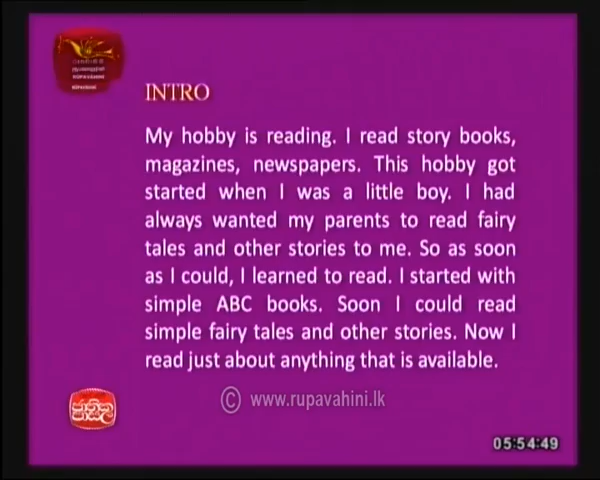 RUPAVAHINI
INTRO
My hobby is reading. I read story books,
magazines, newspapers. This hobby got
started when I was a little boy. I had
always wanted my parents to read fairy
tales and other stories to me. So as soon
as I could, I learned to read. I started with
simple ABC books. Soon I could read
simple fairy tales and other stories. Now I
read just about anything that is available.
© www.rupavahini.lk
05:54:49